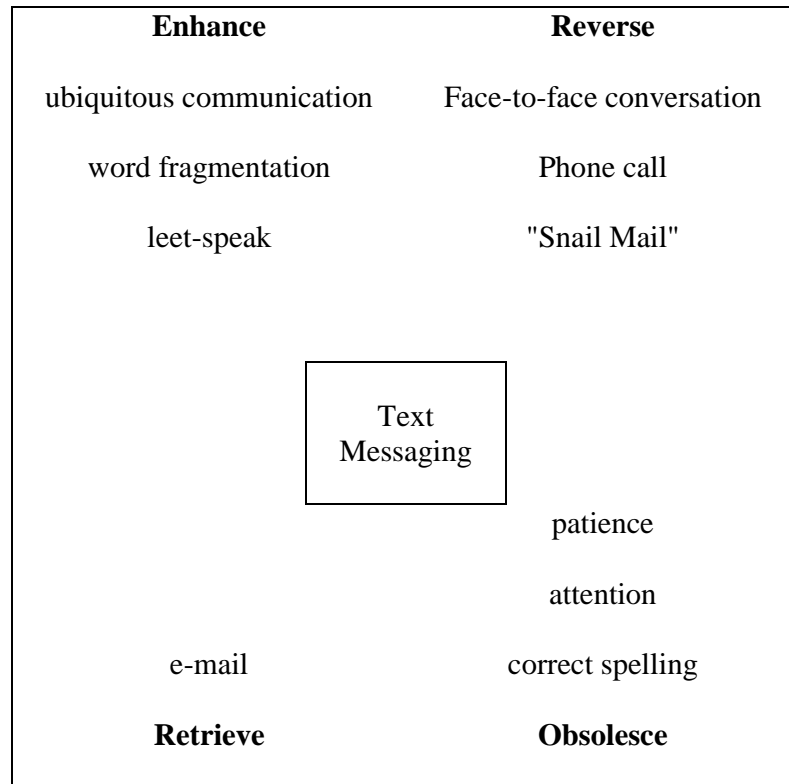 Enhance Reverse
ubiquitous communication Face-to-face conversation
word fragmentation Phone call
leet-speak "Snail Mail"
Text
Messaging
patience
attention
e-mail correct spelling
Retrieve Obsolesce